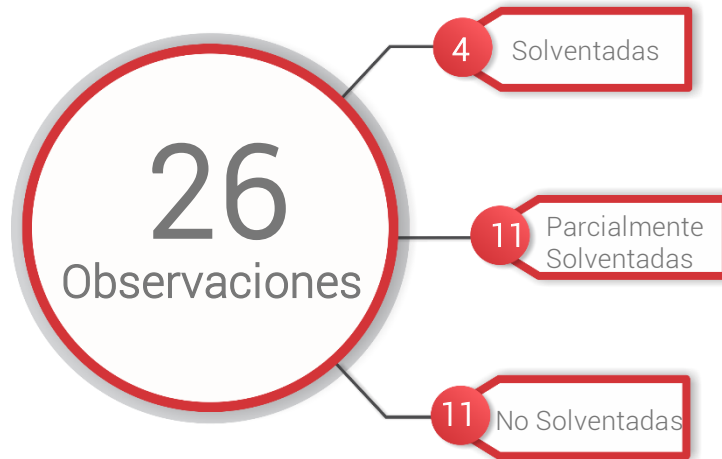 26
Observaciones
4
Solventadas
11
Parcialmente
Solventadas
11
No Solventadas